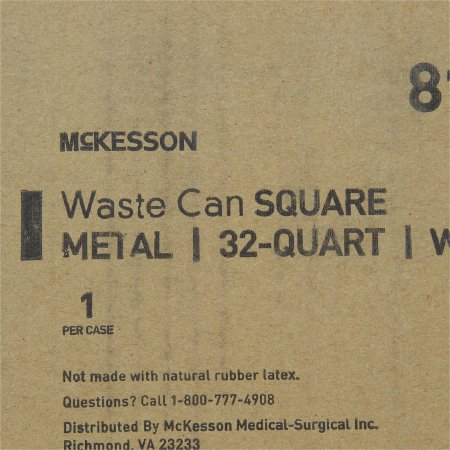 McKESSON
Waste Can SQUARE
METAL | 32-QUART |
1
PER CASE
Not made with natural rubber latex.
Questions? Call 1-800-777-4908
Distributed By McKesson Medical-Surgical Inc.
Richmond, VA 23233